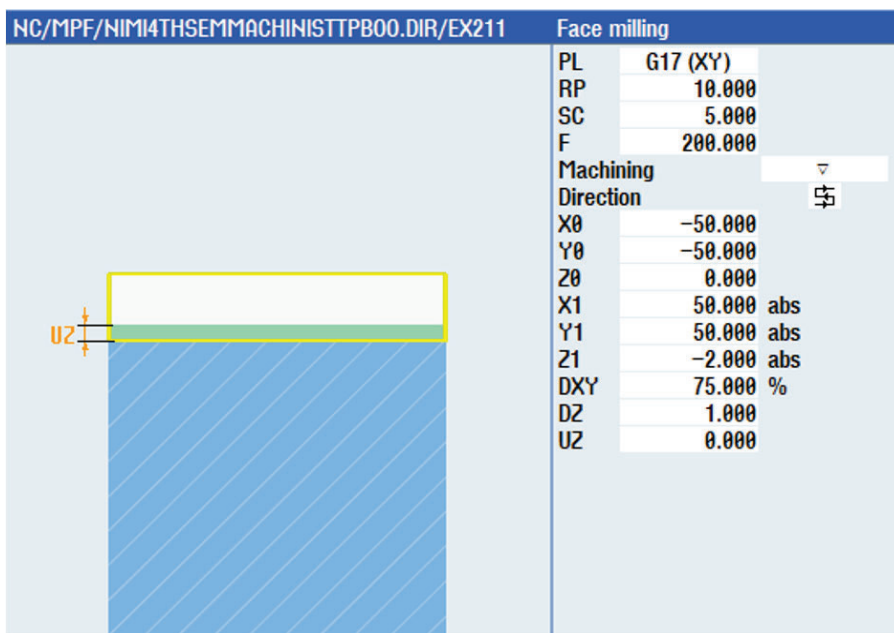 NC/MPF/NIMI4THSEMMACHINISTTPB00.DIR/EX211
Face milling
PL G17 (XY)
RP 10.000
SC 5.000
F 200.000
Machining ▽
Direction
X0 -50.000
Y0 -50.000
Z0 0.000
X1 50.000 abs
Y1 50.000 abs
Z1 -2.000 abs
DXY 75.000 %
DZ 1.000
UZ 0.000
UZ